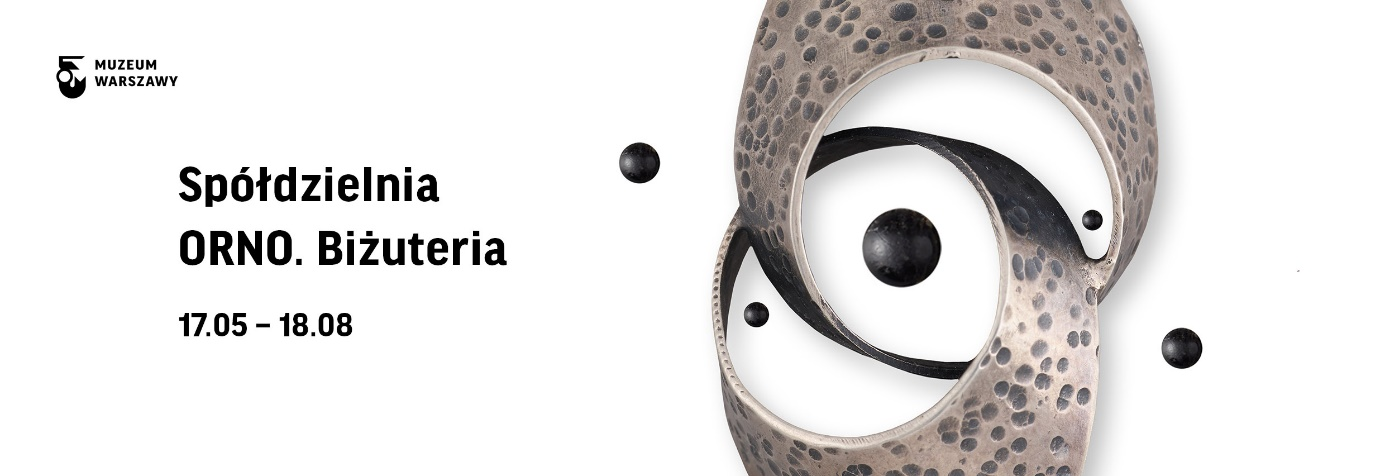 MUZEUM
WARSZAWY
Spółdzielnia
ORNO. Biżuteria
17.05 – 18.08